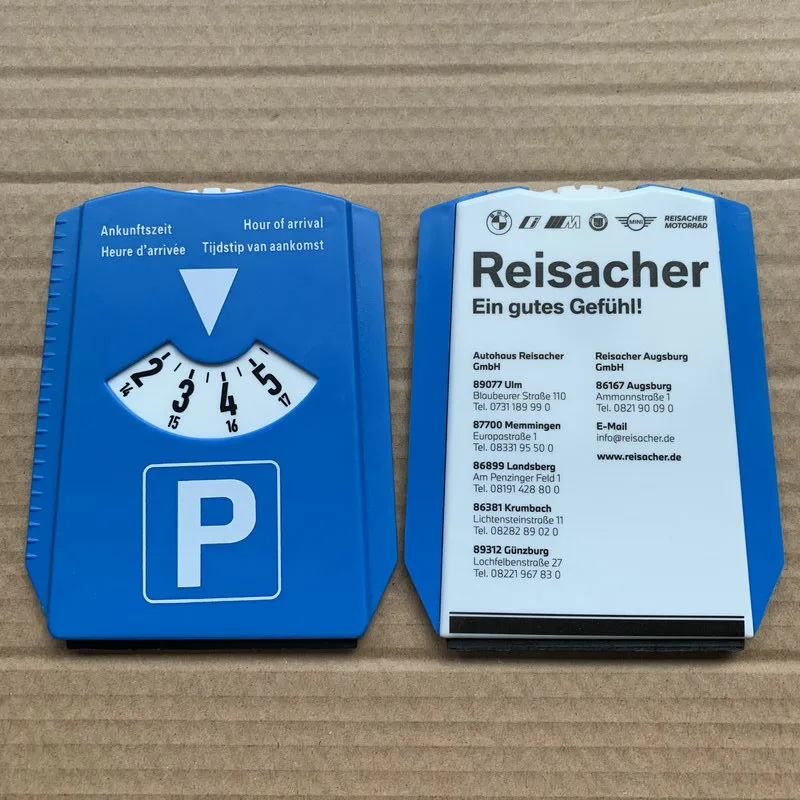 Ankunftszeit
Hour of arrival
Heure d'arrivée
Tijdstip van aankomst
2 3 4 5
14 15 16 17
P
BMW i M MINI REISACHER
MOTORRAD
Reisacher
Ein gutes Gefühl!
Autohaus Reisacher
GmbH
89077 Ulm
Blaubeurer Straße 110
Tel. 0731 189 99 0
87700 Memmingen
Europastraße 1
Tel. 08331 95 50 0
86899 Landsberg
Am Penzinger Feld 1
Tel. 08191 428 80 0
86381 Krumbach
Lichtensteinstraße 11
Tel. 08282 89 02 0
89312 Günzburg
Lochfelbenstraße 27
Tel. 08221 967 83 0
Reisacher Augsburg
GmbH
86167 Augsburg
Ammannstraße 1
Tel. 0821 90 09 0
E-Mail
info@reisacher.de
www.reisacher.de